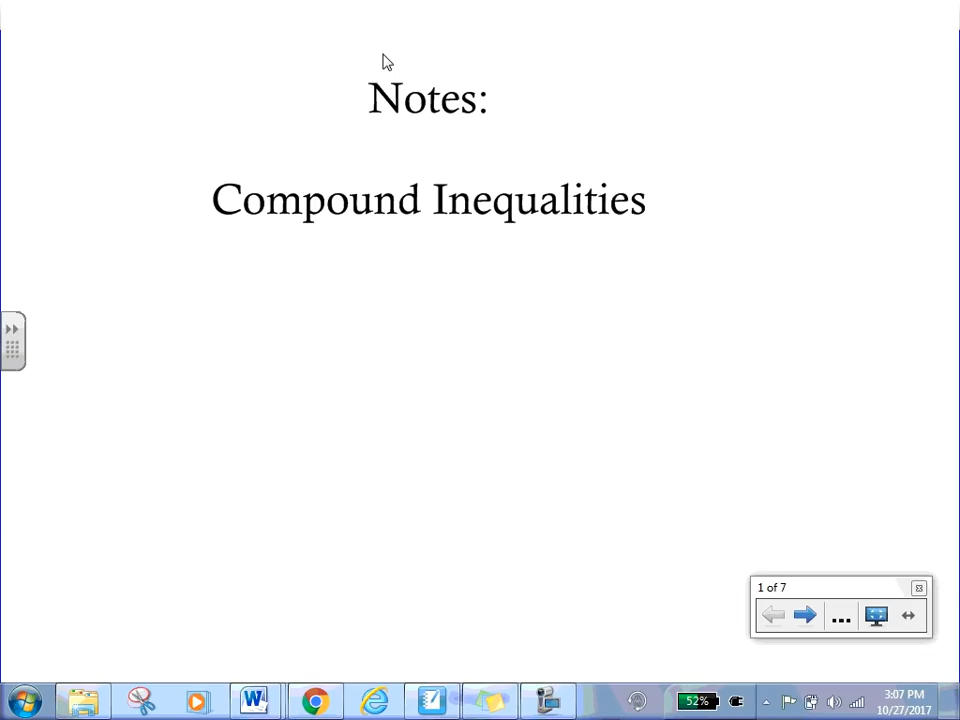 Notes:
Compound Inequalities
1 of 7
...
52%
3:07 PM
10/27/2017